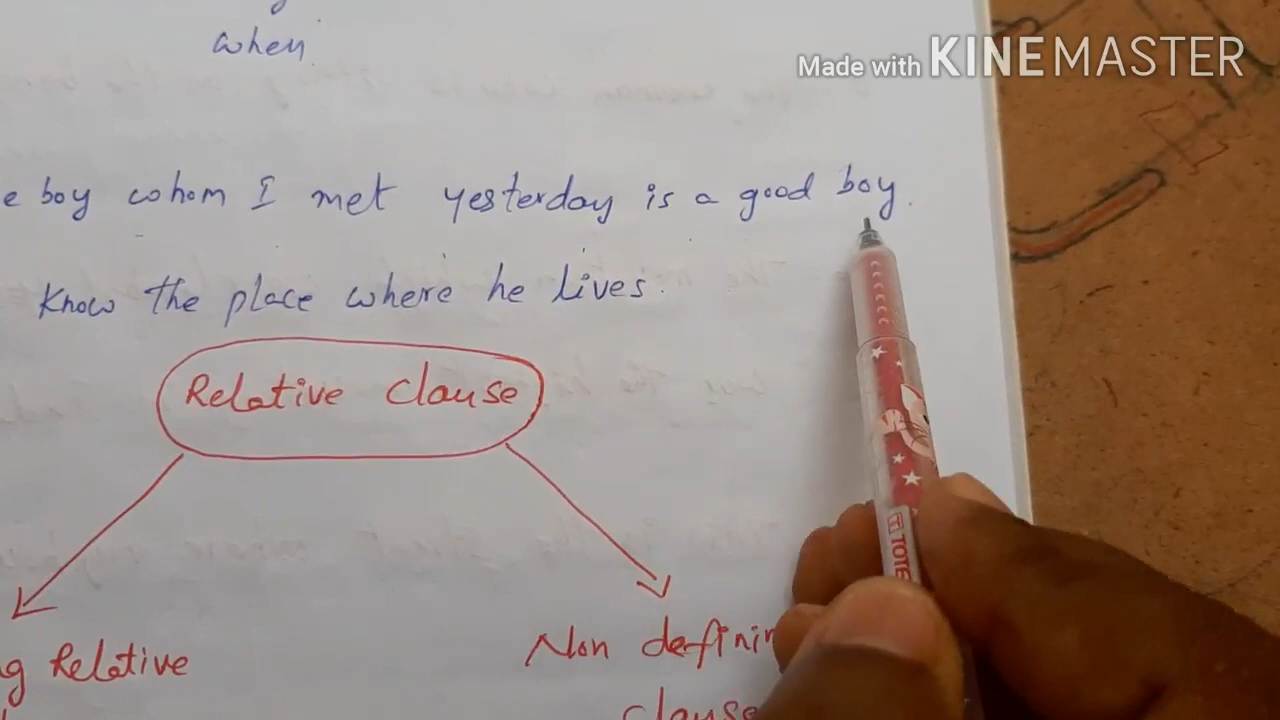 when
Made with KINEMASTER
e boy whom I met yesterday is a good boy.
know the place where he lives.
Relative clause
g Relative
Non definin
clause
TOTE